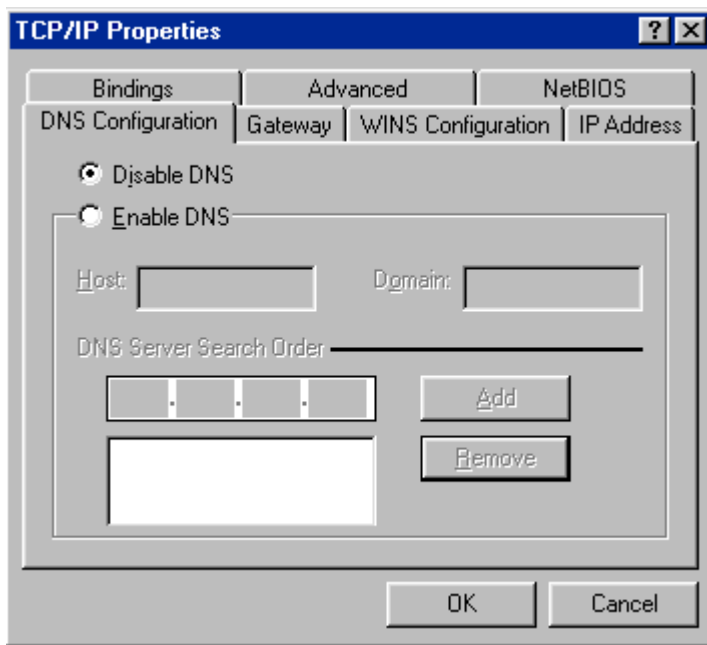 TCP/IP Properties
Bindings Advanced NetBIOS
DNS Configuration Gateway WINS Configuration IP Address
Disable DNS
Enable DNS
Host: Domain:
DNS Server Search Order
. . . Add
Remove
OK Cancel